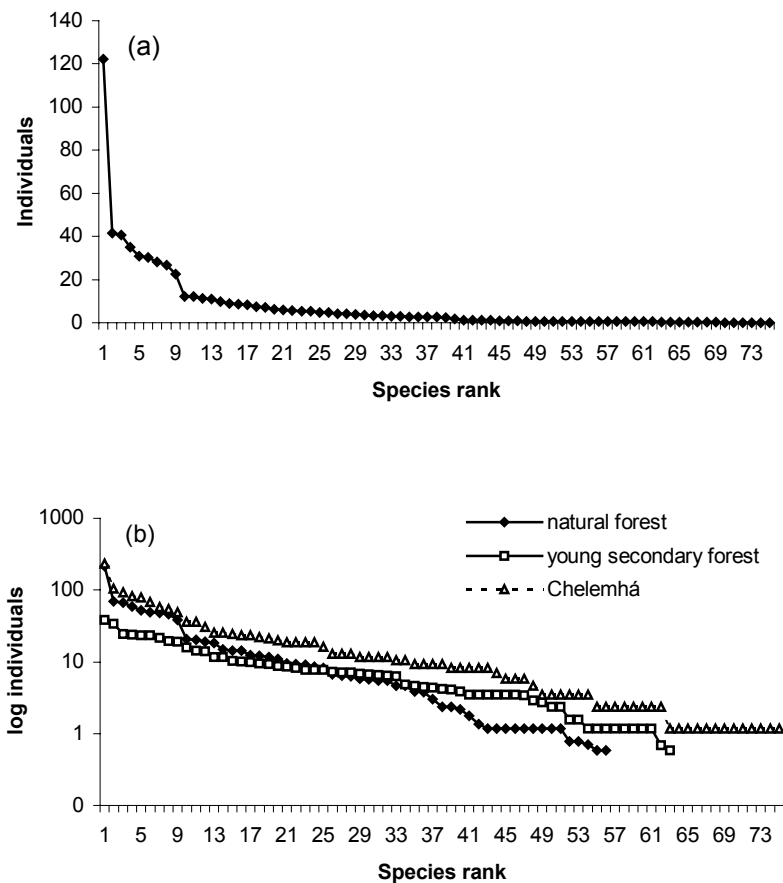 (a)
Individuals
140
120
100
80
60
40
20
0
1 5 9 13 17 21 25 29 33 37 41 45 49 53 57 61 65 69 73
Species rank
(b)
natural forest
young secondary forest
Chelemhá
log individuals
1000
100
10
1
0
1 5 9 13 17 21 25 29 33 37 41 45 49 53 57 61 65 69 73
Species rank